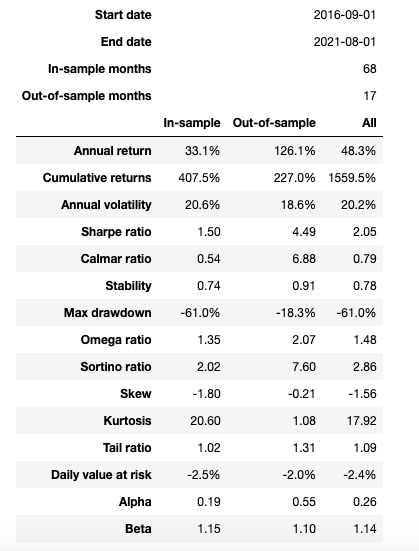 Start date 2016-09-01
End date 2021-08-01
In-sample months 68
Out-of-sample months 17
In-sample Out-of-sample All
Annual return 33.1% 126.1% 48.3%
Cumulative returns 407.5% 227.0% 1559.5%
Annual volatility 20.6% 18.6% 20.2%
Sharpe ratio 1.50 4.49 2.05
Calmar ratio 0.54 6.88 0.79
Stability 0.74 0.91 0.78
Max drawdown -61.0% -18.3% -61.0%
Omega ratio 1.35 2.07 1.48
Sortino ratio 2.02 7.60 2.86
Skew -1.80 -0.21 -1.56
Kurtosis 20.60 1.08 17.92
Tail ratio 1.02 1.31 1.09
Daily value at risk -2.5% -2.0% -2.4%
Alpha 0.19 0.55 0.26
Beta 1.15 1.10 1.14